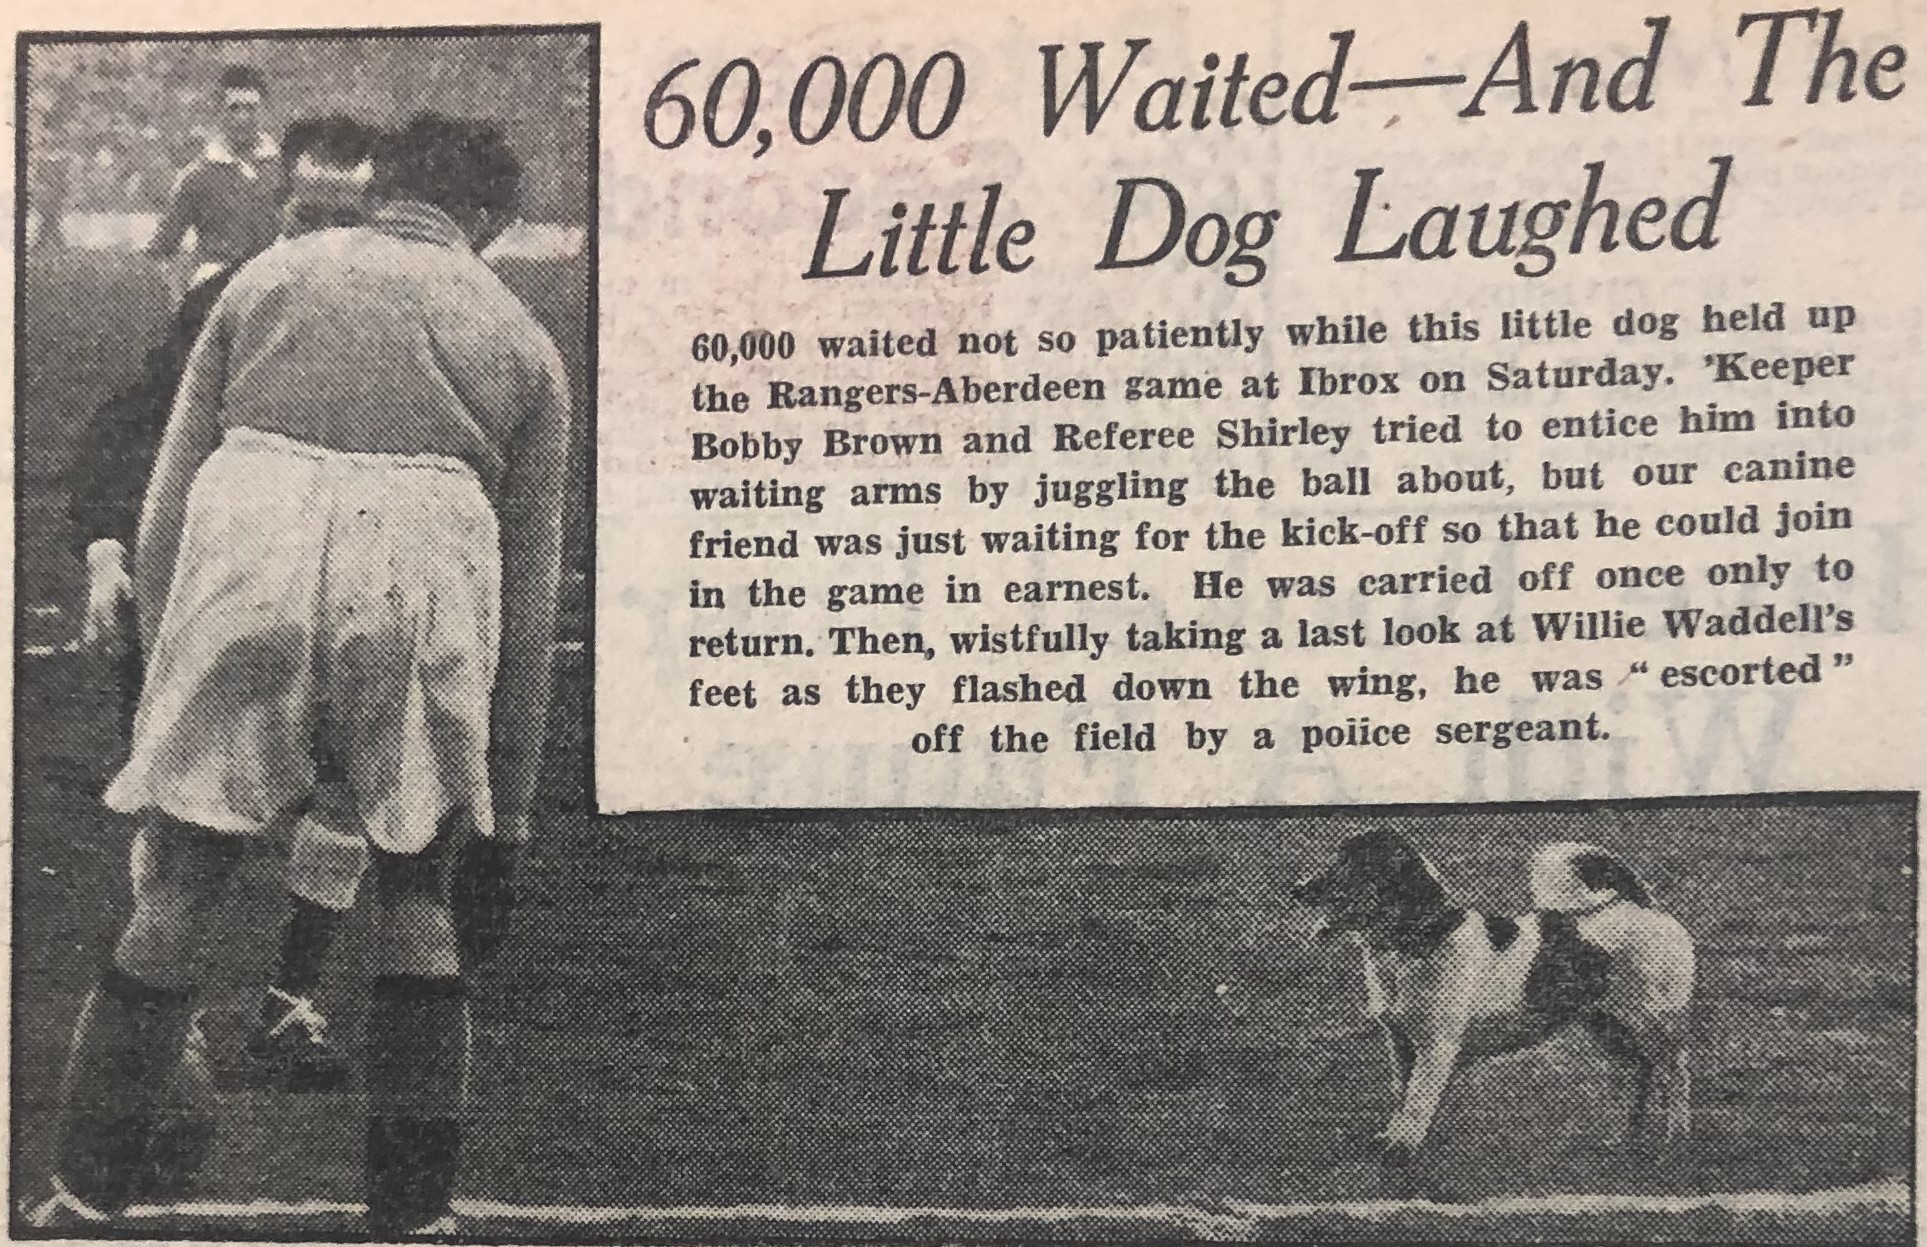 60,000 Waited—And The
Little Dog Laughed
60,000 waited not so patiently while this little dog held up
the Rangers-Aberdeen game at Ibrox on Saturday. 'Keeper
Bobby Brown and Referee Shirley tried to entice him into
waiting arms by juggling the ball about, but our canine
friend was just waiting for the kick-off so that he could join
in the game in earnest. He was carried off once only to
return. Then, wistfully taking a last look at Willie Waddell's
feet as they flashed down the wing, he was “ escorted ”
off the field by a police sergeant.